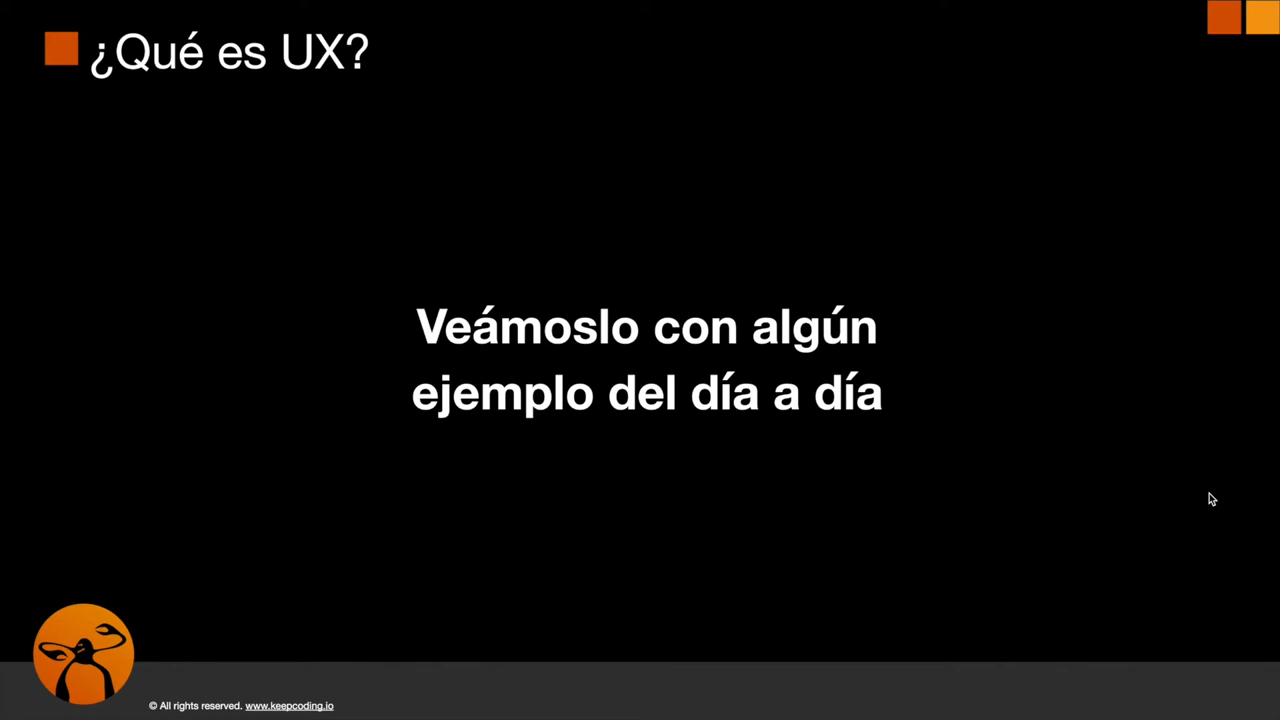 ¿Qué es UX?
Veámoslo con algún
ejemplo del día a día
© All rights reserved. www.keepcoding.io